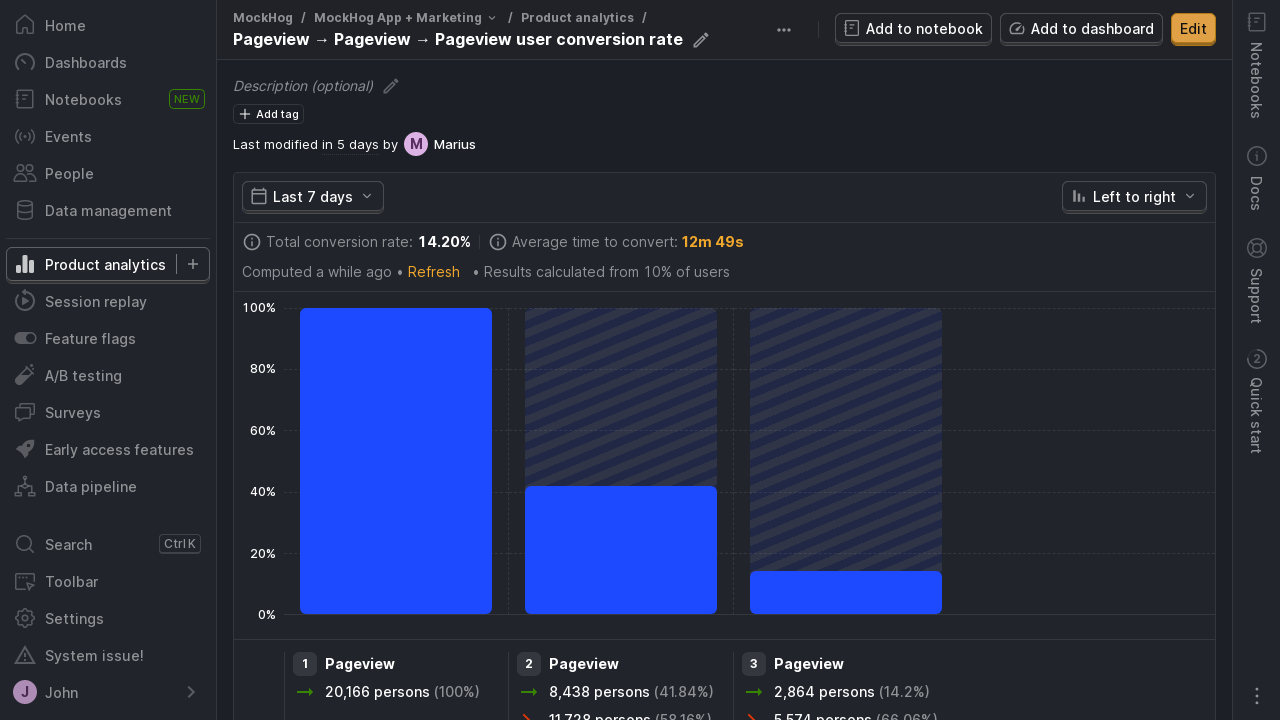 Home
Dashboards
Notebooks NEW
Events
People
Data management
Product analytics
Session replay
Feature flags
A/B testing
Surveys
Early access features
Data pipeline
Search Ctrl K
Toolbar
Settings
System issue!
J John
MockHog / MockHog App + Marketing / Product analytics /
Pageview → Pageview → Pageview user conversion rate
Add to notebook
Add to dashboard
Edit
Description (optional)
+ Add tag
Last modified in 5 days by M Marius
Last 7 days
Left to right
Total conversion rate: 14.20%
Average time to convert: 12m 49s
Computed a while ago • Refresh • Results calculated from 10% of users
100%
80%
60%
40%
20%
0%
1 Pageview
→ 20,166 persons (100%)
2 Pageview
→ 8,438 persons (41.84%)
11,728 persons (58.16%)
3 Pageview
→ 2,864 persons (14.2%)
5,574 persons (66.06%)
Notebooks
Docs
Support
2 Quick start